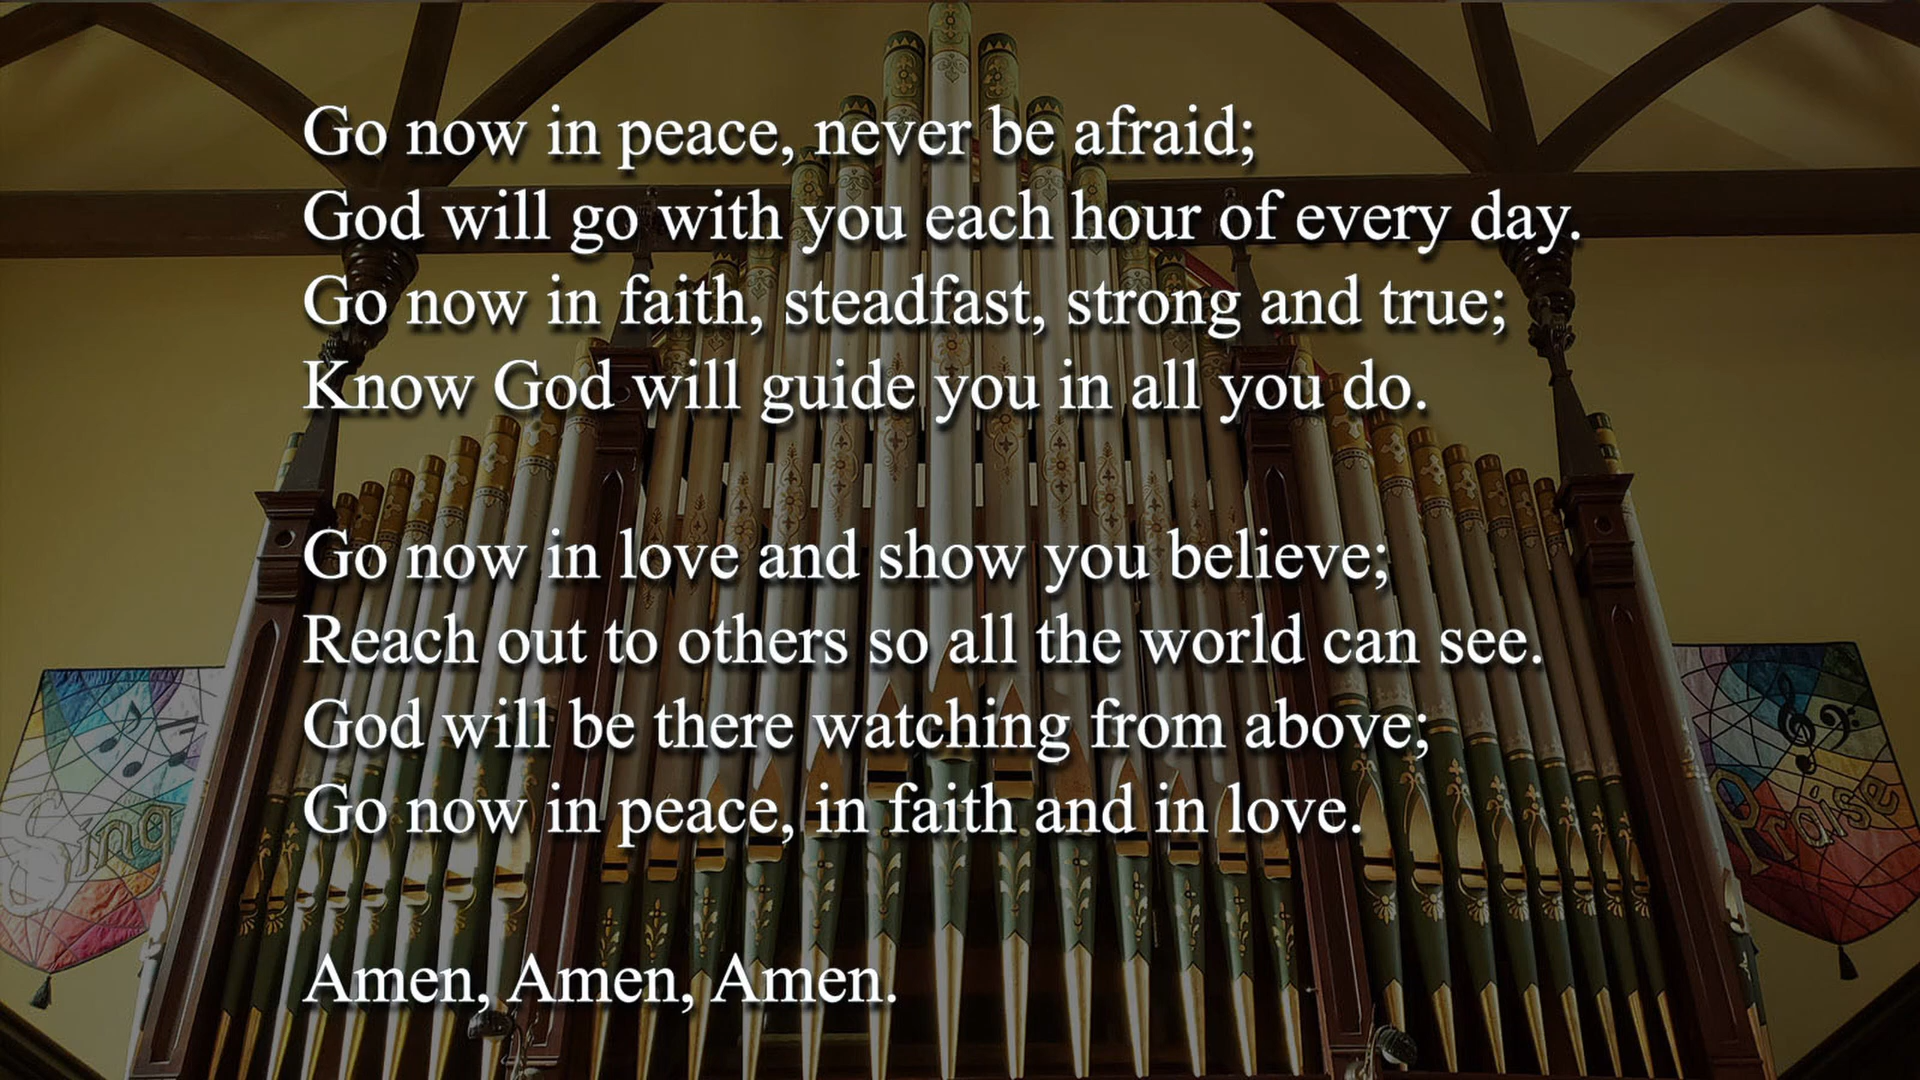 Go now in peace, never be afraid;
God will go with you each hour of every day.
Go now in faith, steadfast, strong and true;
Know God will guide you in all you do.
Go now in love and show you believe;
Reach out to others so all the world can see.
God will be there watching from above;
Go now in peace, in faith and in love.
Amen, Amen, Amen.
Sing
Praise